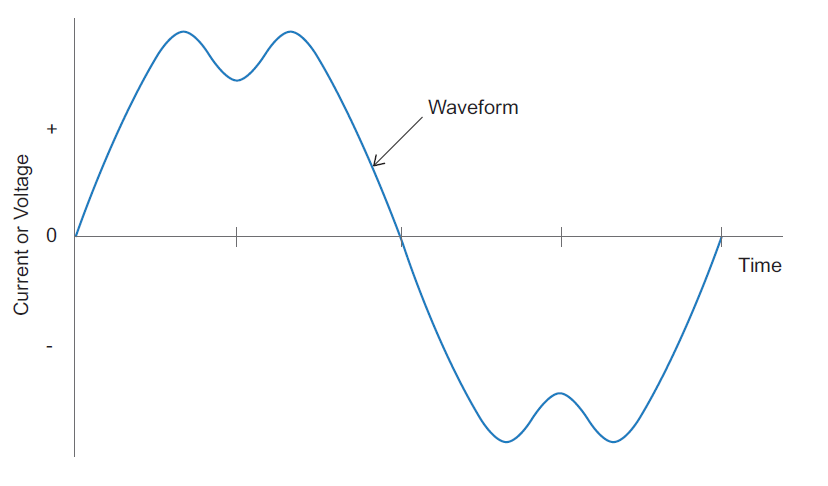 Waveform
+
Current or Voltage
0
Time
-